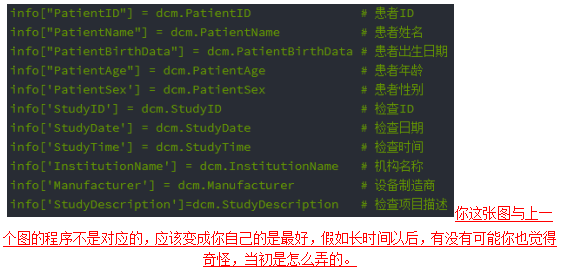 info["PatientID"] = dcm.PatientID # 患者ID
info["PatientName"] = dcm.PatientName # 患者姓名
info["PatientBirthData"] = dcm.PatientBirthData # 患者出生日期
info["PatientAge"] = dcm.PatientAge # 患者年龄
info['PatientSex'] = dcm.PatientSex # 患者性别
info['StudyID'] = dcm.StudyID # 检查ID
info['StudyDate'] = dcm.StudyDate # 检查日期
info['StudyTime'] = dcm.StudyTime # 检查时间
info['InstitutionName'] = dcm.InstitutionName # 机构名称
info['Manufacturer'] = dcm.Manufacturer # 设备制造商
info['StudyDescription']=dcm.StudyDescription # 检查项目描述
你这张图与上一
个图的程序不是对应的，应该变成你自己的是最好，假如长时间以后，有没有可能你也觉得
奇怪，当初是怎么弄的。